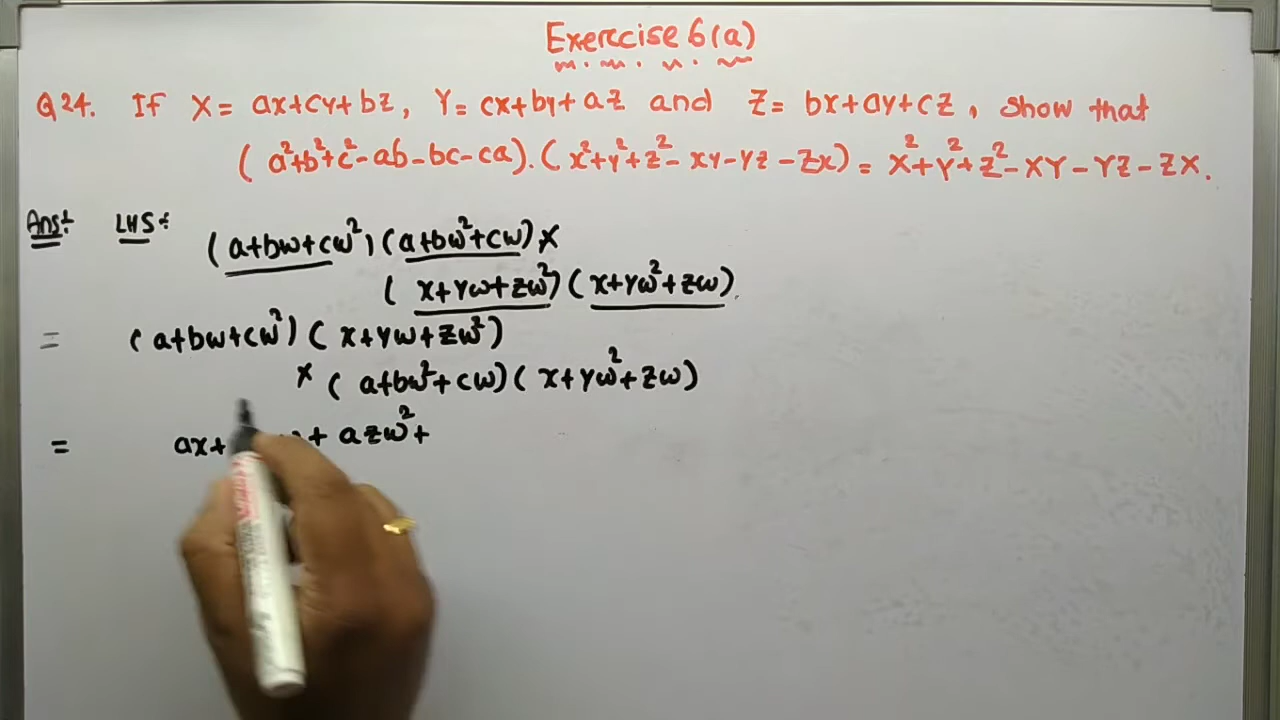 Exercise 6(a)
Q24. If X = ax+cy+bz, Y = cx+by+az and Z = bx+ay+cz, show that
(a²+b²+c²-ab-bc-ca).(x²+y²+z²-xy-yz-zx) = X²+Y²+Z²-XY-YZ-ZX.
Ans: LHS:
(a+bω+cω²)(a+bω²+cω)×
(x+yω+zω²)(x+yω²+zω).
= (a+bω+cω²)(x+yω+zω²)
× (a+bω²+cω)(x+yω²+zω)
= ax+ + azω²+